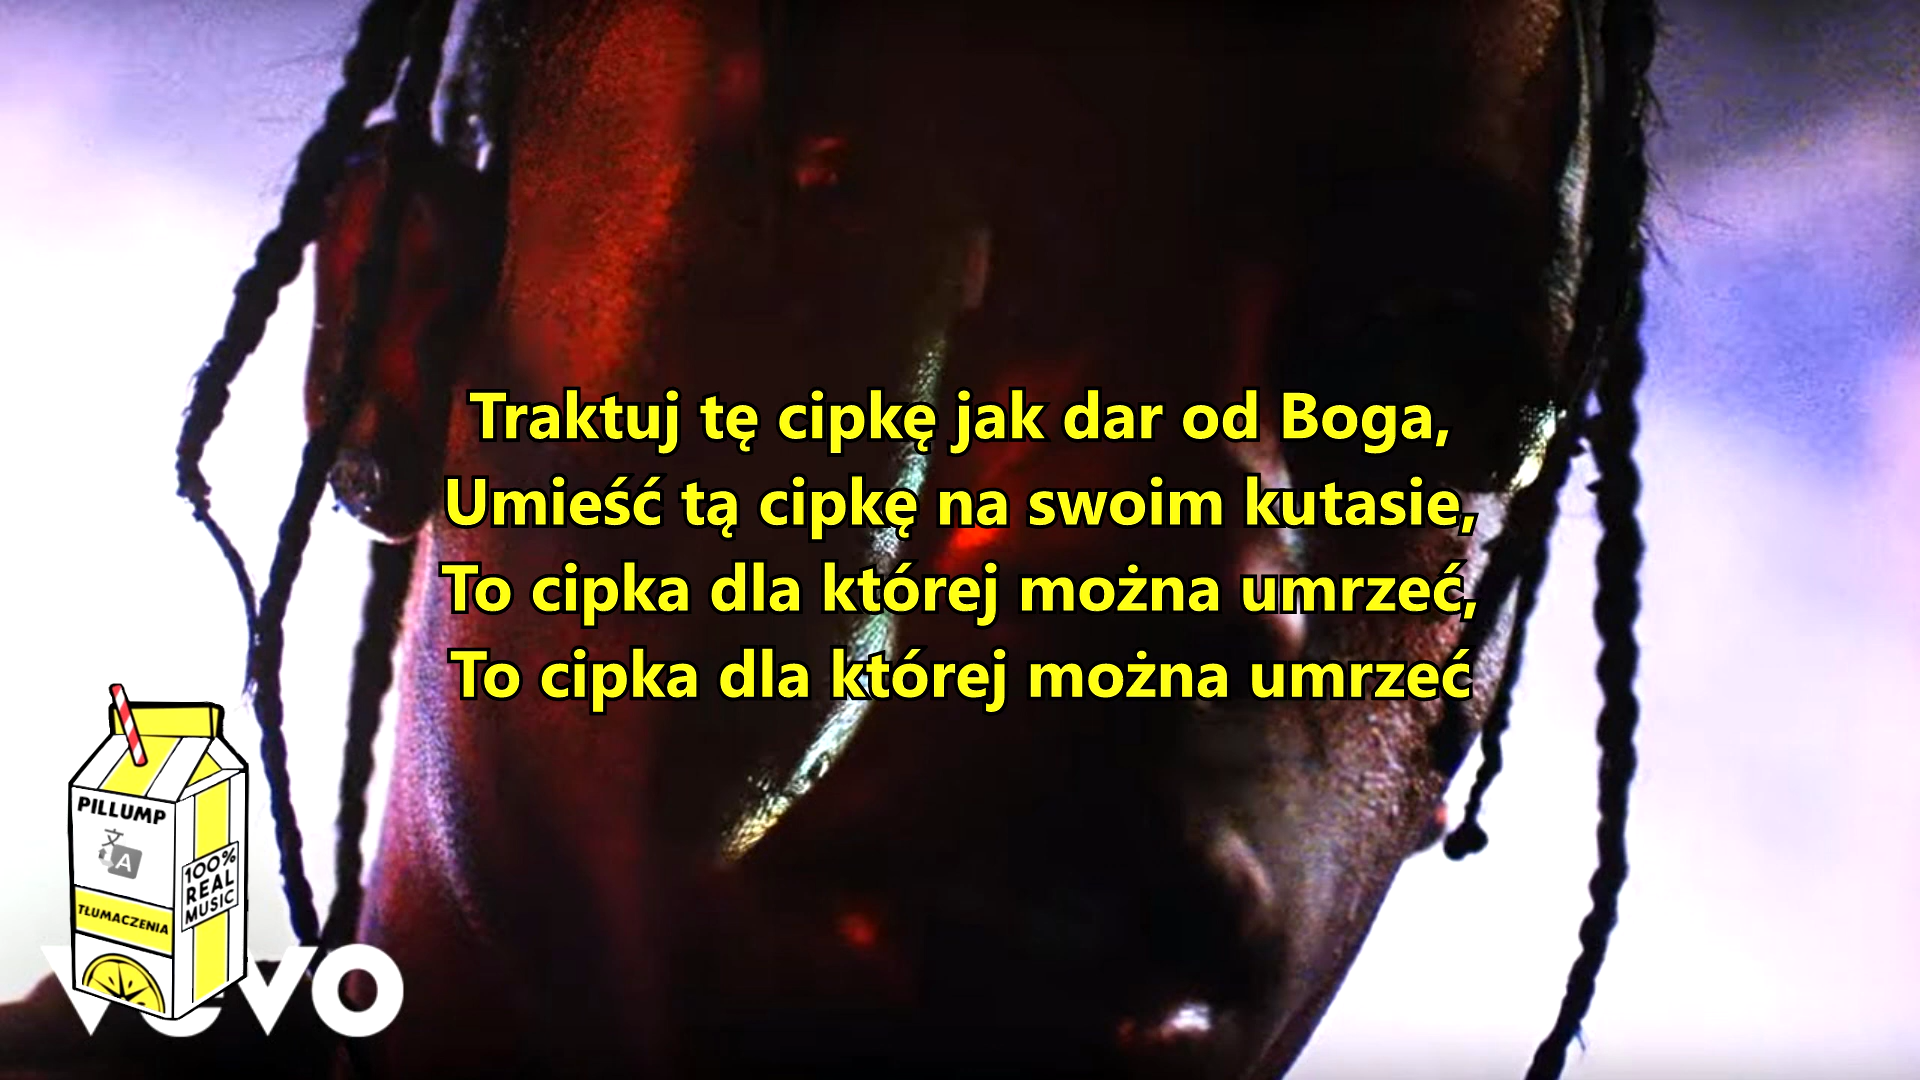 Traktuj tę cipkę jak dar od Boga,
Umieść tą cipkę na swoim kutasie,
To cipka dla której można umrzeć,
To cipka dla której można umrzeć
PILLUMP
文
A
100%
REAL
MUSIC
TŁUMACZENIA
vevo